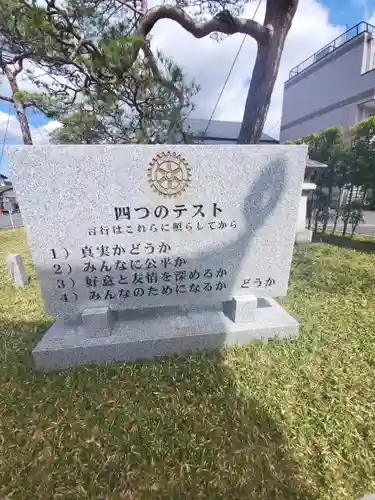 四つのテスト
言行はこれらに照らしてから
1）真実かどうか
2）みんなに公平か
3）好意と友情を深めるか
4）みんなのためになるか どうか